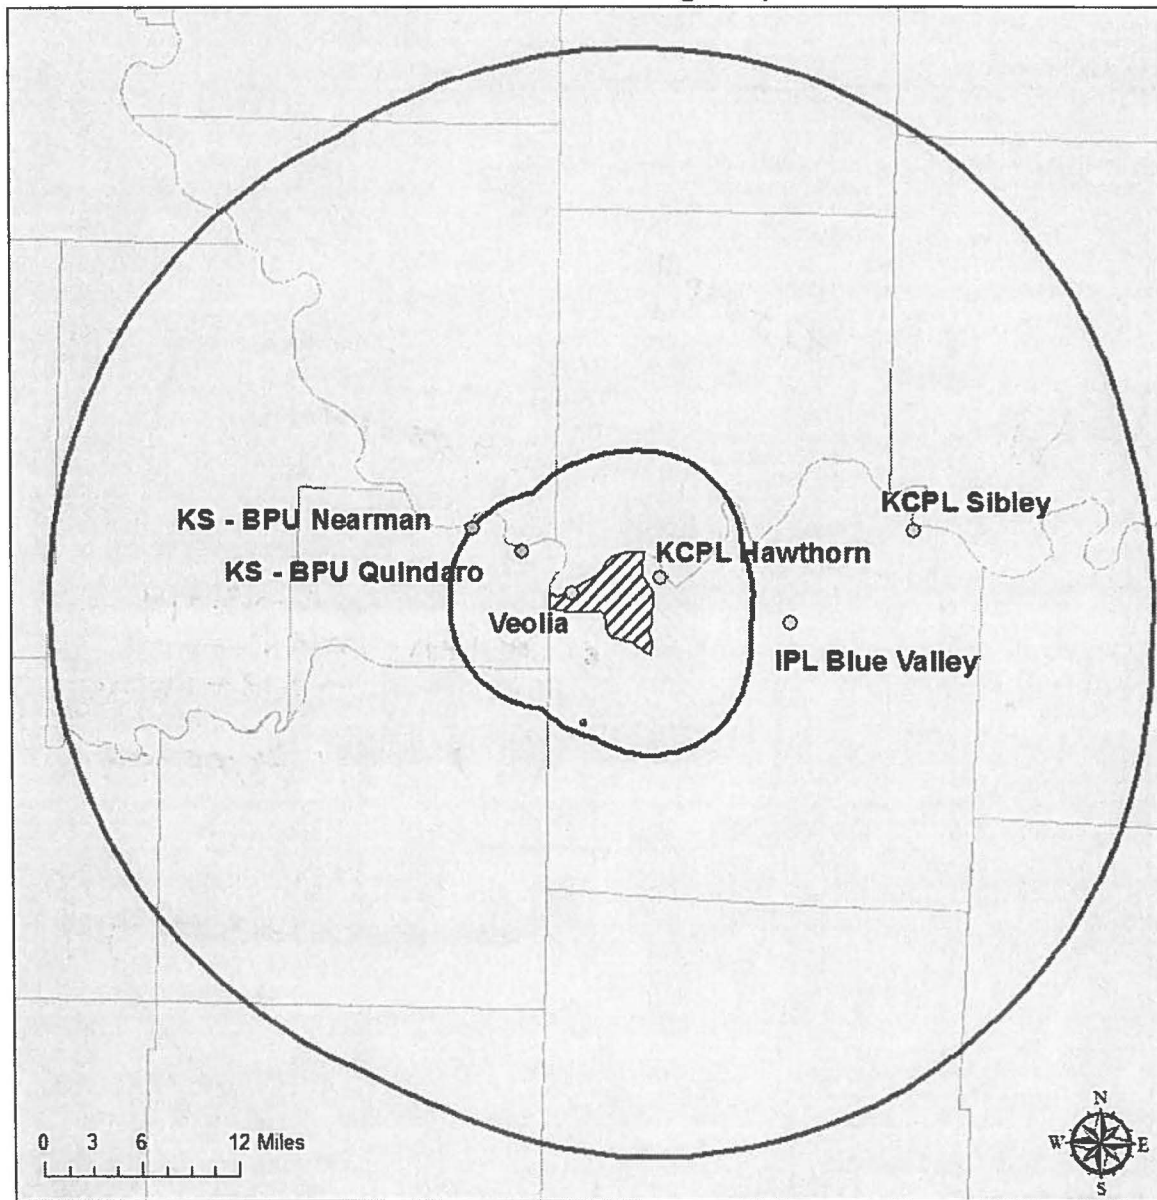 KCPL Sibley
KS - BPU Nearman
KCPL Hawthorn
KS - BPU Quindaro
Veolia
IPL Blue Valley
0 3 6 12 Miles
N
W E
S